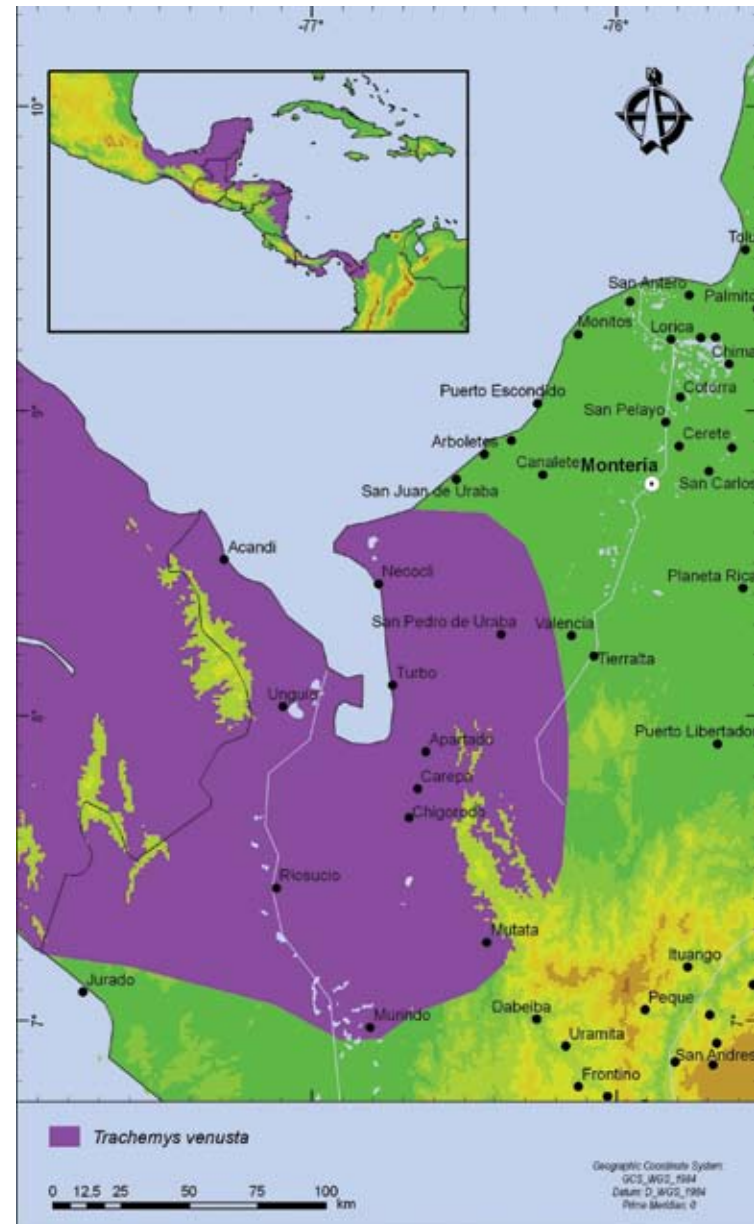 -77°
-76°
10°
N
Tolu
San Antero
Palmito
Monitos
Lorica
Chima
Puerto Escondido
Cotorra
9°
San Pelayo
Arboletes
Cerete
Canalete
Montería
San Carlos
San Juan de Uraba
Acandi
Necocli
Planeta Rica
San Pedro de Uraba
Valencia
Tierralta
Turbo
Unguia
8°
Puerto Libertador
Apartado
Carepa
Chigorodo
Riosucio
Mutata
Ituango
Jurado
Peque
7°
7°
Murindo
Dabeiba
Uramita
San Andres
Frontino
Trachemys venusta
0 12.5 25 50 75 100
km
Geographic Coordinate System:
GCS_WGS_1984
Datum: D_WGS_1984
Prime Meridian: 0